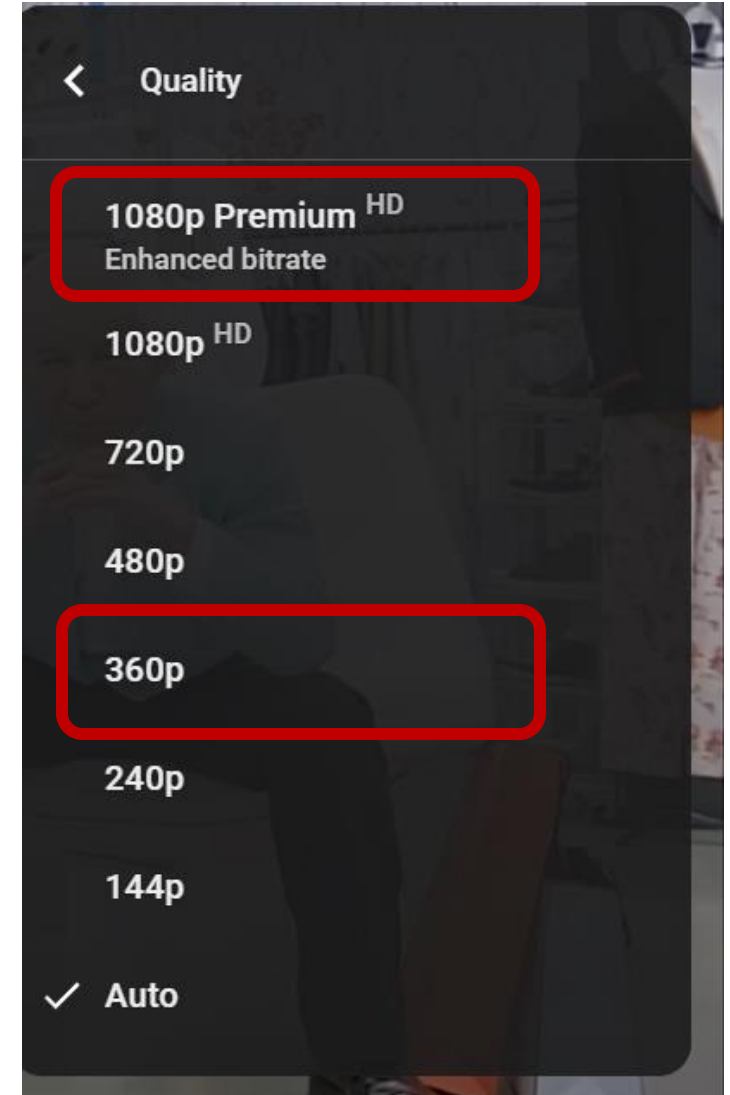 Quality
1080p Premium HD
Enhanced bitrate
1080p HD
720p
480p
360p
240p
144p
Auto